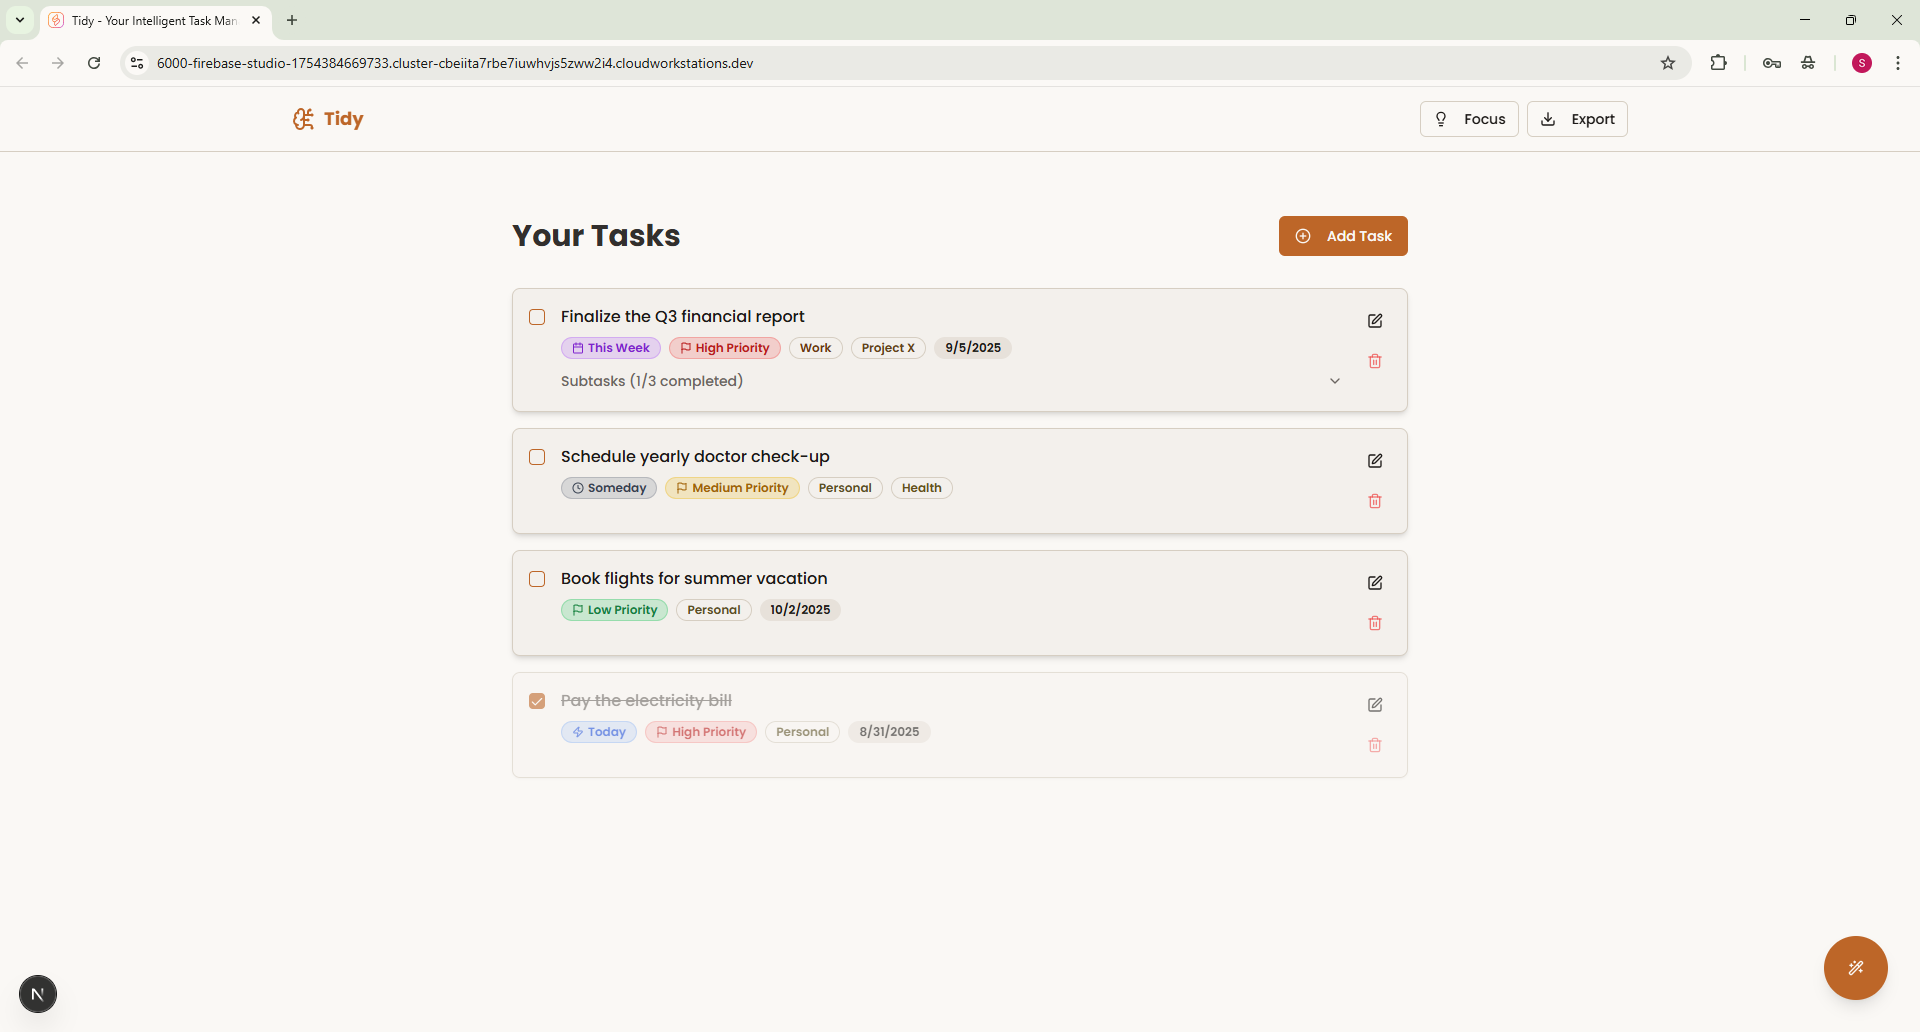 Tidy - Your Intelligent Task Man
6000-firebase-studio-1754384669733.cluster-cbeiita7rbe7iuwhvjs5zww2i4.cloudworkstations.dev
S
Tidy
Focus
Export
Your Tasks
Add Task
Finalize the Q3 financial report
This Week
High Priority
Work
Project X
9/5/2025
Subtasks (1/3 completed)
Schedule yearly doctor check-up
Someday
Medium Priority
Personal
Health
Book flights for summer vacation
Low Priority
Personal
10/2/2025
Pay the electricity bill
Today
High Priority
Personal
8/31/2025
N